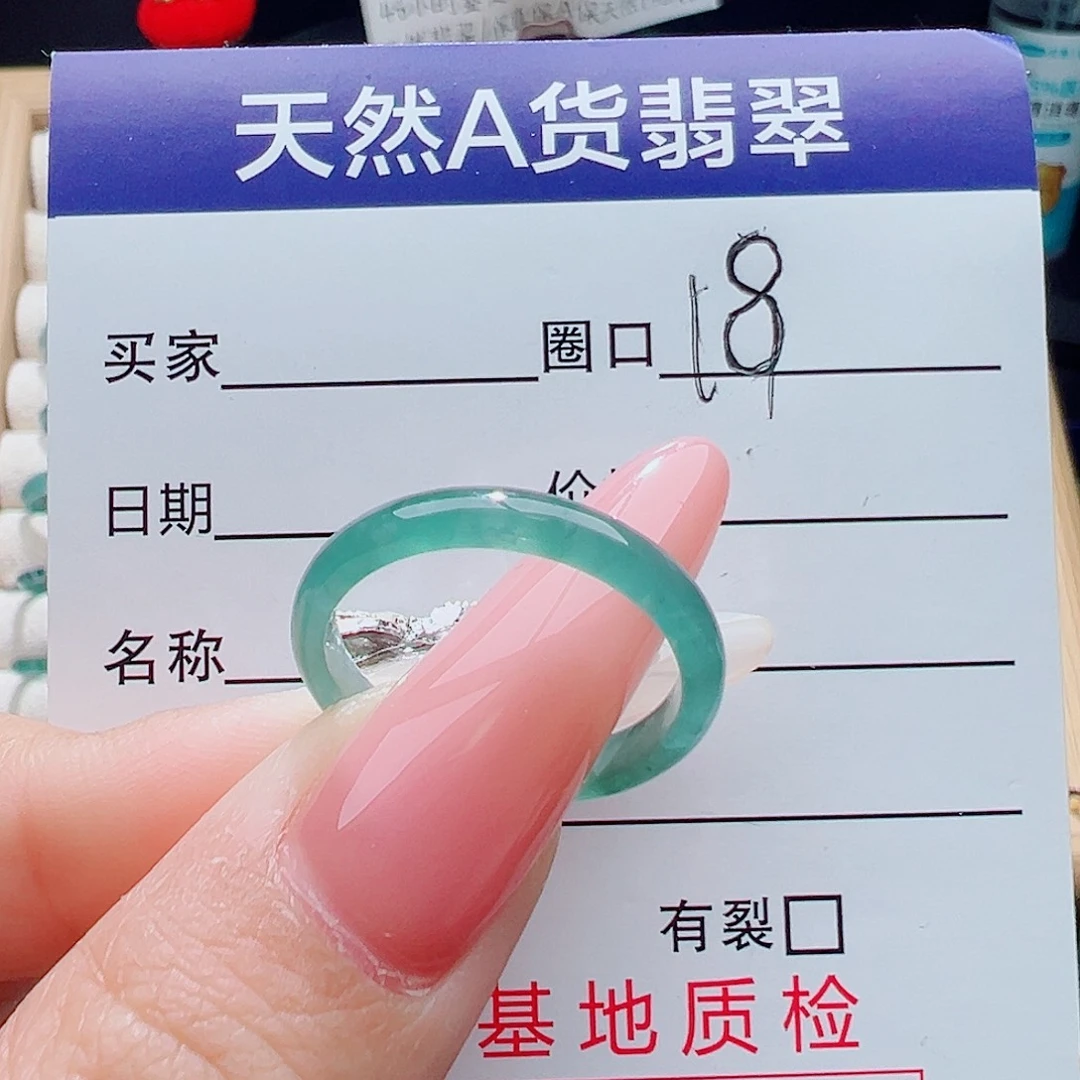 天然A货翡翠
买家 圈口 18
日期 价
名称
有裂□
基地质检